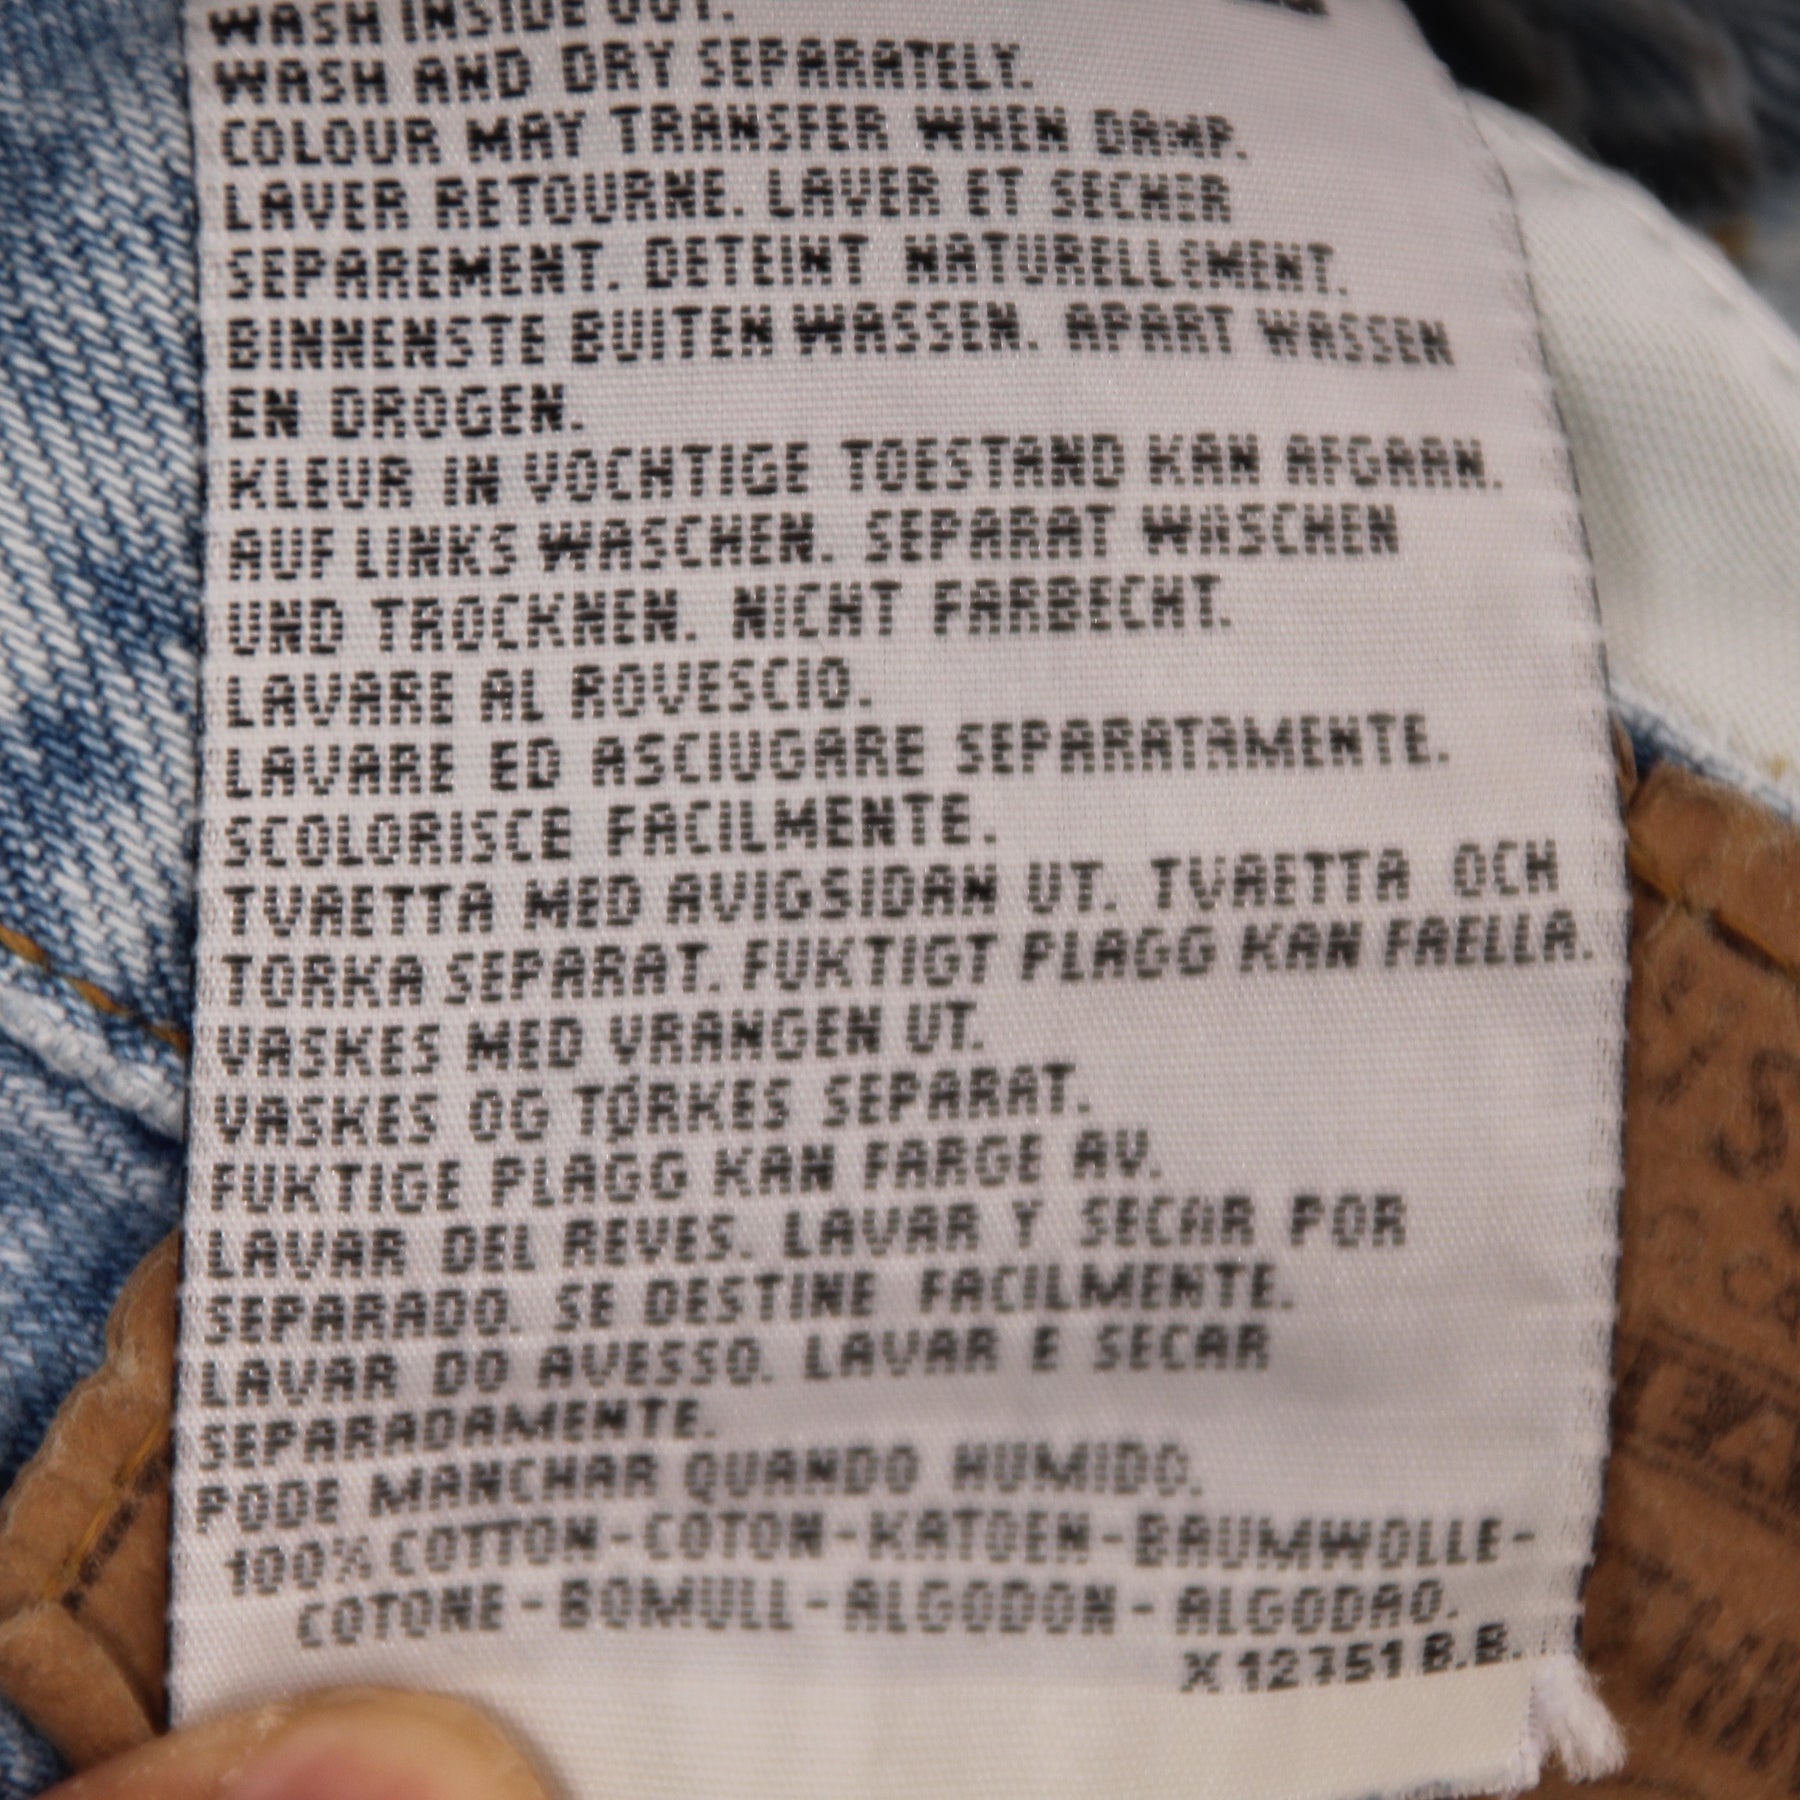 WASH INSIDE OUT.
WASH AND DRY SEPARATELY.
COLOUR MAY TRANSFER WHEN DAMP.
LAVER RETOURNE. LAVER ET SECHER
SEPAREMENT. DETEINT NATURELLEMENT.
BINNENSTE BUITEN WASSEN. APART WASSEN
EN DROGEN.
KLEUR IN VOCHTIGE TOESTAND KAN AFGAAN.
AUF LINKS WASCHEN. SEPARAT WASCHEN
UND TROCKNEN. NICHT FARBECHT.
LAVARE AL ROVESCIO.
LAVARE ED ASCIUGARE SEPARATAMENTE.
SCOLORISCE FACILMENTE.
TVAETTA MED AVIGSIDAN UT. TVAETTA OCH
TORKA SEPARAT. FUKTIGT PLAGG KAN FAELLA.
VASKES MED VRANGEN UT.
VASKES OG TØRKES SEPARAT.
FUKTIGE PLAGG KAN FARGE AV.
LAVAR DEL REVES. LAVAR Y SECAR POR
SEPARADO. SE DESTINE FACILMENTE.
LAVAR DO AVESSO. LAVAR E SECAR
SEPARADAMENTE.
PODE MANCHAR QUANDO HUMIDO.
100% COTTON-COTON-KATOEN-BAUMWOLLE-
COTONE-BOMULL-ALGODON-ALGODAO.
X 12751 B.B.